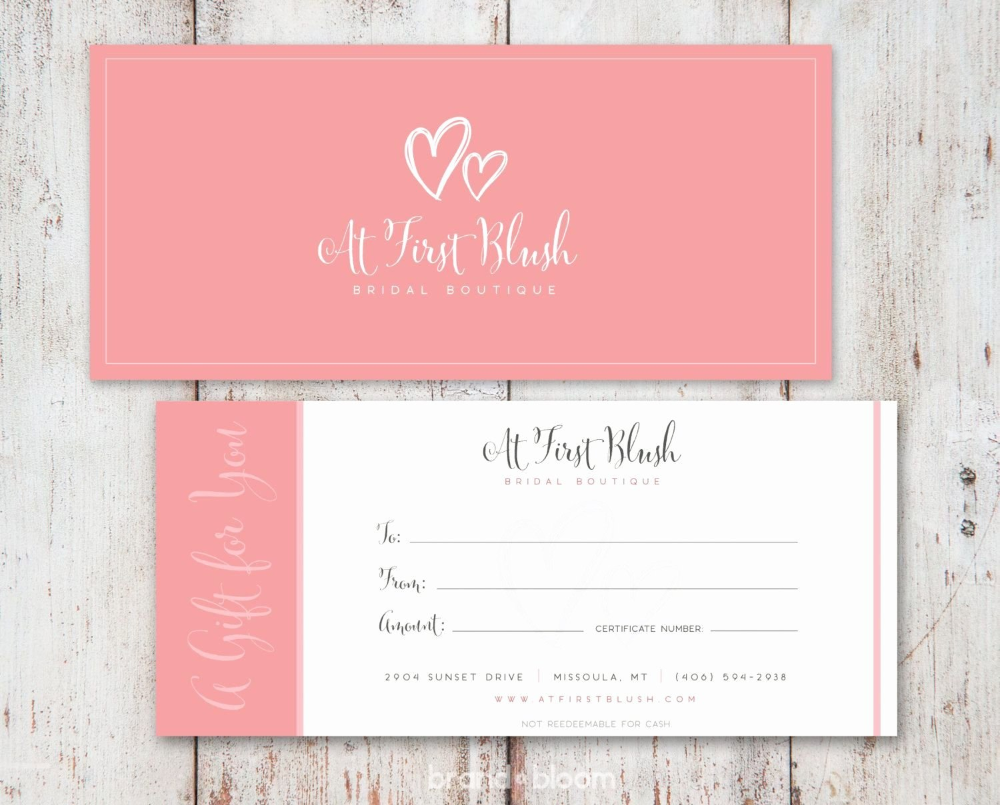 At First Blush
BRIDAL BOUTIQUE
A Gift for You
At First Blush
BRIDAL BOUTIQUE
To:
From:
Amount: CERTIFICATE NUMBER:
2904 SUNSET DRIVE | MISSOULA, MT | (406) 594-2938
WWW.ATFIRSTBLUSH.COM
NOT REEDEEMABLE FOR CASH
brand bloom